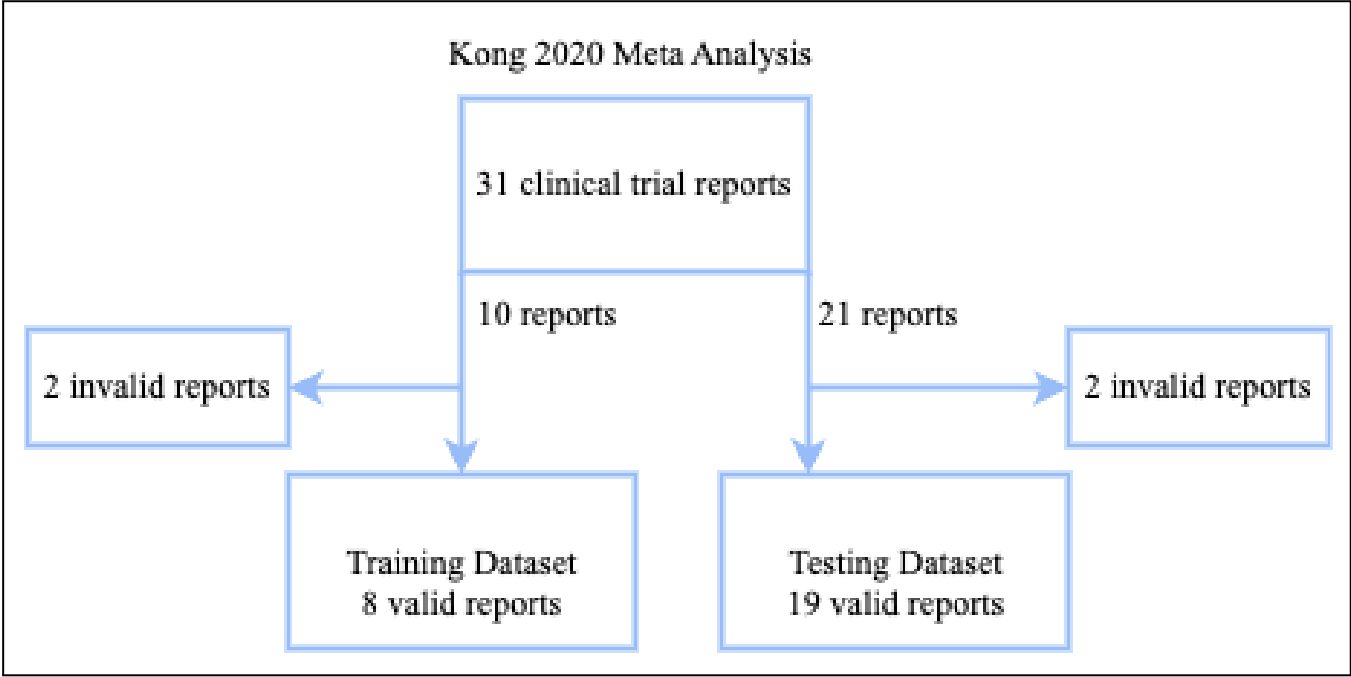 Kong 2020 Meta Analysis
31 clinical trial reports
10 reports
21 reports
2 invalid reports
2 invalid reports
Training Dataset
8 valid reports
Testing Dataset
19 valid reports